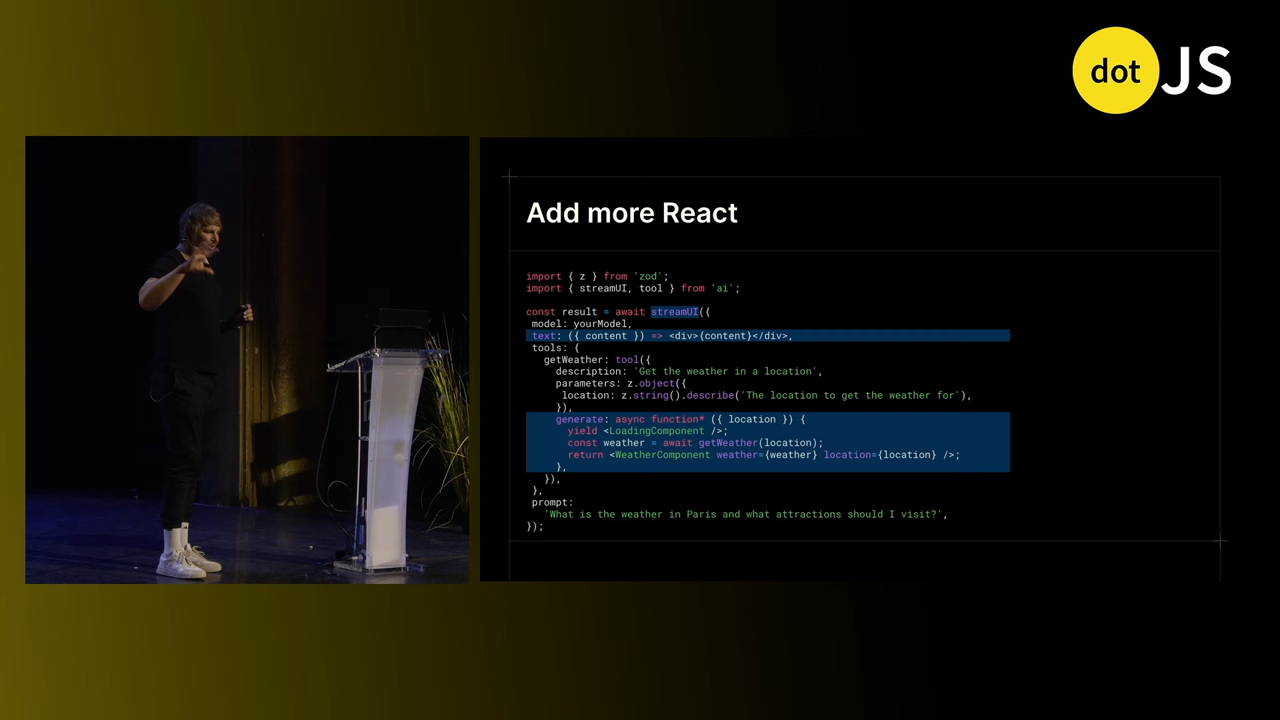 dot JS
Add more React
import { z } from 'zod';
import { streamUI, tool } from 'ai';
const result = await streamUI({
model: yourModel,
text: ({ content }) => <div>{content}</div>,
tools: {
getWeather: tool({
description: 'Get the weather in a location',
parameters: z.object({
location: z.string().describe('The location to get the weather for'),
}),
generate: async function* ({ location }) {
yield <LoadingComponent />;
const weather = await getWeather(location);
return <WeatherComponent weather={weather} location={location} />;
},
}),
},
prompt:
'What is the weather in Paris and what attractions should I visit?',
});